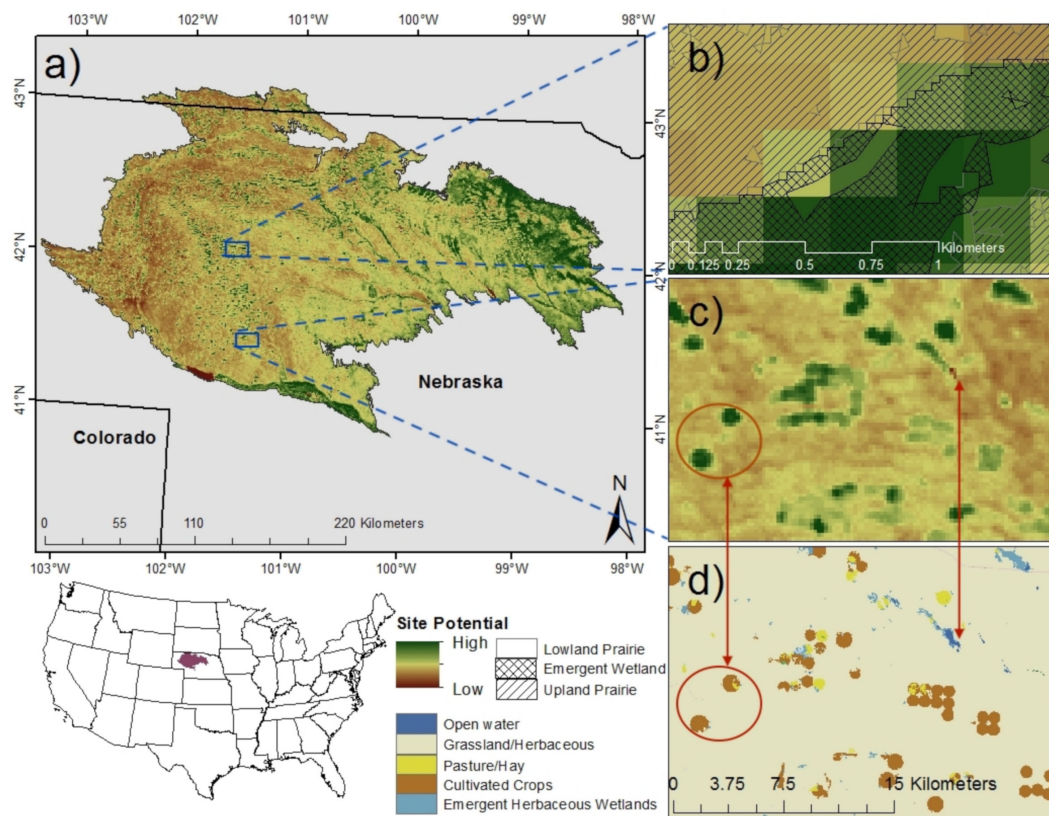 103°W 102°W 101°W 100°W 99°W 98°W
a)
43°N
42°N
41°N
43°N
42°N
41°N
Nebraska
Colorado
N
0 55 110 220 Kilometers
103°W 102°W 101°W 100°W 99°W 98°W
b)
0 0.125 0.25 0.5 0.75 1 Kilometers
c)
d)
0 3.75 7.5 15 Kilometers
Site Potential
High
Low
Lowland Prairie
Emergent Wetland
Upland Prairie
Open water
Grassland/Herbaceous
Pasture/Hay
Cultivated Crops
Emergent Herbaceous Wetlands